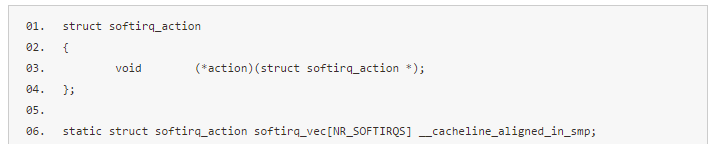 01. struct softirq_action
02. {
03.         void       (*action)(struct softirq_action *);
04. };
05.
06. static struct softirq_action softirq_vec[NR_SOFTIRQS] __cacheline_aligned_in_smp;